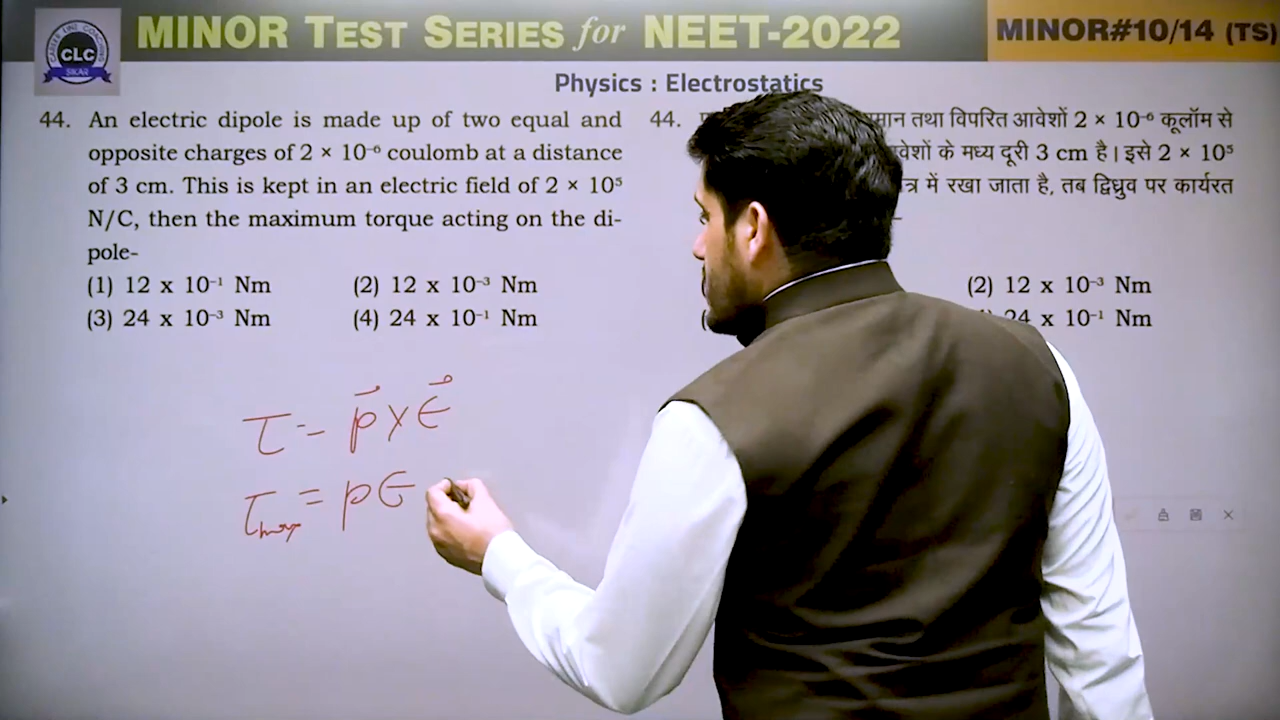 MINOR TEST SERIES for NEET-2022
MINOR#10/14 (TS)
CLC
SIKAR
Physics : Electrostatics
44. An electric dipole is made up of two equal and
opposite charges of 2 × 10⁻⁶ coulomb at a distance
of 3 cm. This is kept in an electric field of 2 × 10⁵
N/C, then the maximum torque acting on the di-
pole-
(1) 12 x 10⁻¹ Nm (2) 12 x 10⁻³ Nm
(3) 24 x 10⁻³ Nm (4) 24 x 10⁻¹ Nm
44.
तथा विपरित आवेशों 2 × 10⁻⁶ कूलॉम से
के मध्य दूरी 3 cm है। इसे 2 × 10⁵
में रखा जाता है, तब द्विध्रुव पर कार्यरत
(2) 12 x 10⁻³ Nm
24 x 10⁻¹ Nm
τ = p⃗ × E⃗
τmax = pE